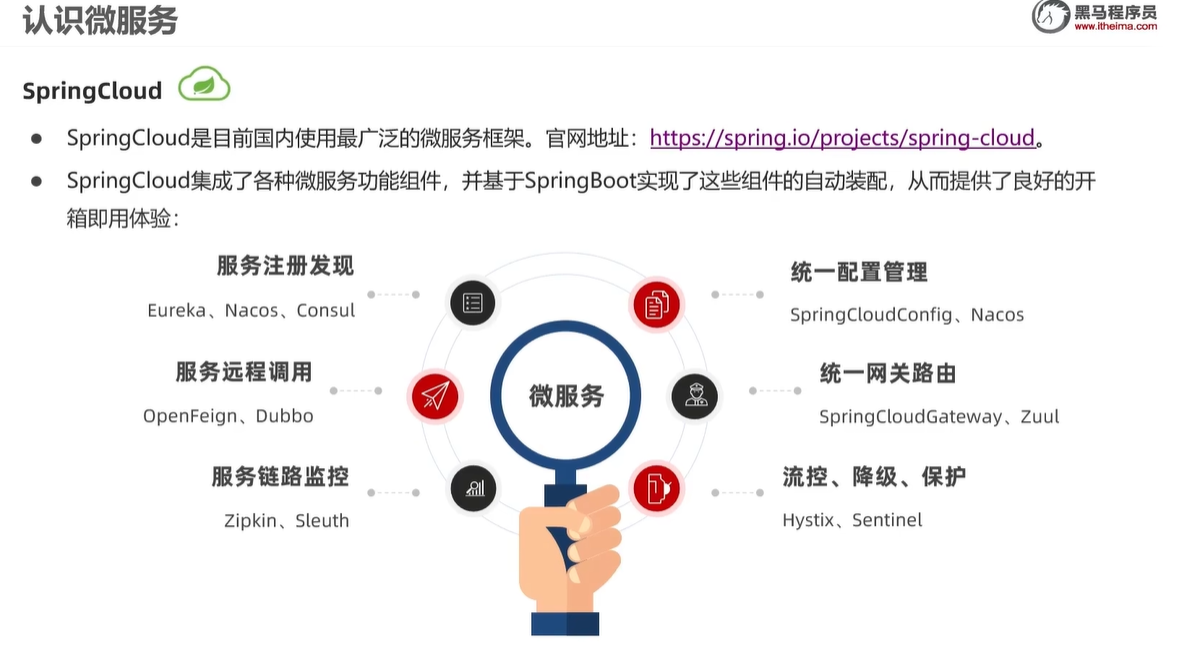 认识微服务
黑马程序员
www.itheima.com
SpringCloud
SpringCloud是目前国内使用最广泛的微服务框架。官网地址：https://spring.io/projects/spring-cloud。
SpringCloud集成了各种微服务功能组件，并基于SpringBoot实现了这些组件的自动装配，从而提供了良好的开
箱即用体验：
服务注册发现
Eureka、Nacos、Consul
统一配置管理
SpringCloudConfig、Nacos
服务远程调用
OpenFeign、Dubbo
微服务
统一网关路由
SpringCloudGateway、Zuul
服务链路监控
Zipkin、Sleuth
流控、降级、保护
Hystix、Sentinel